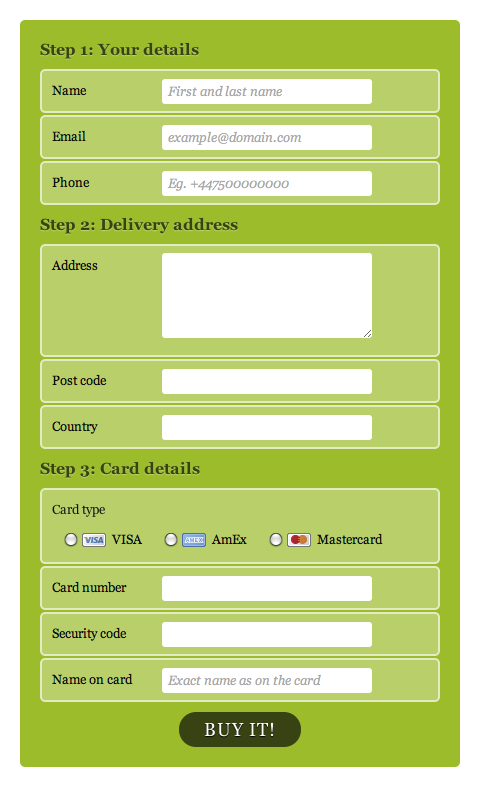 Step 1: Your details
Name First and last name
Email example@domain.com
Phone Eg. +447500000000
Step 2: Delivery address
Address
Post code
Country
Step 3: Card details
Card type
VISA VISA AMEX AmEx Mastercard
Card number
Security code
Name on card Exact name as on the card
BUY IT!